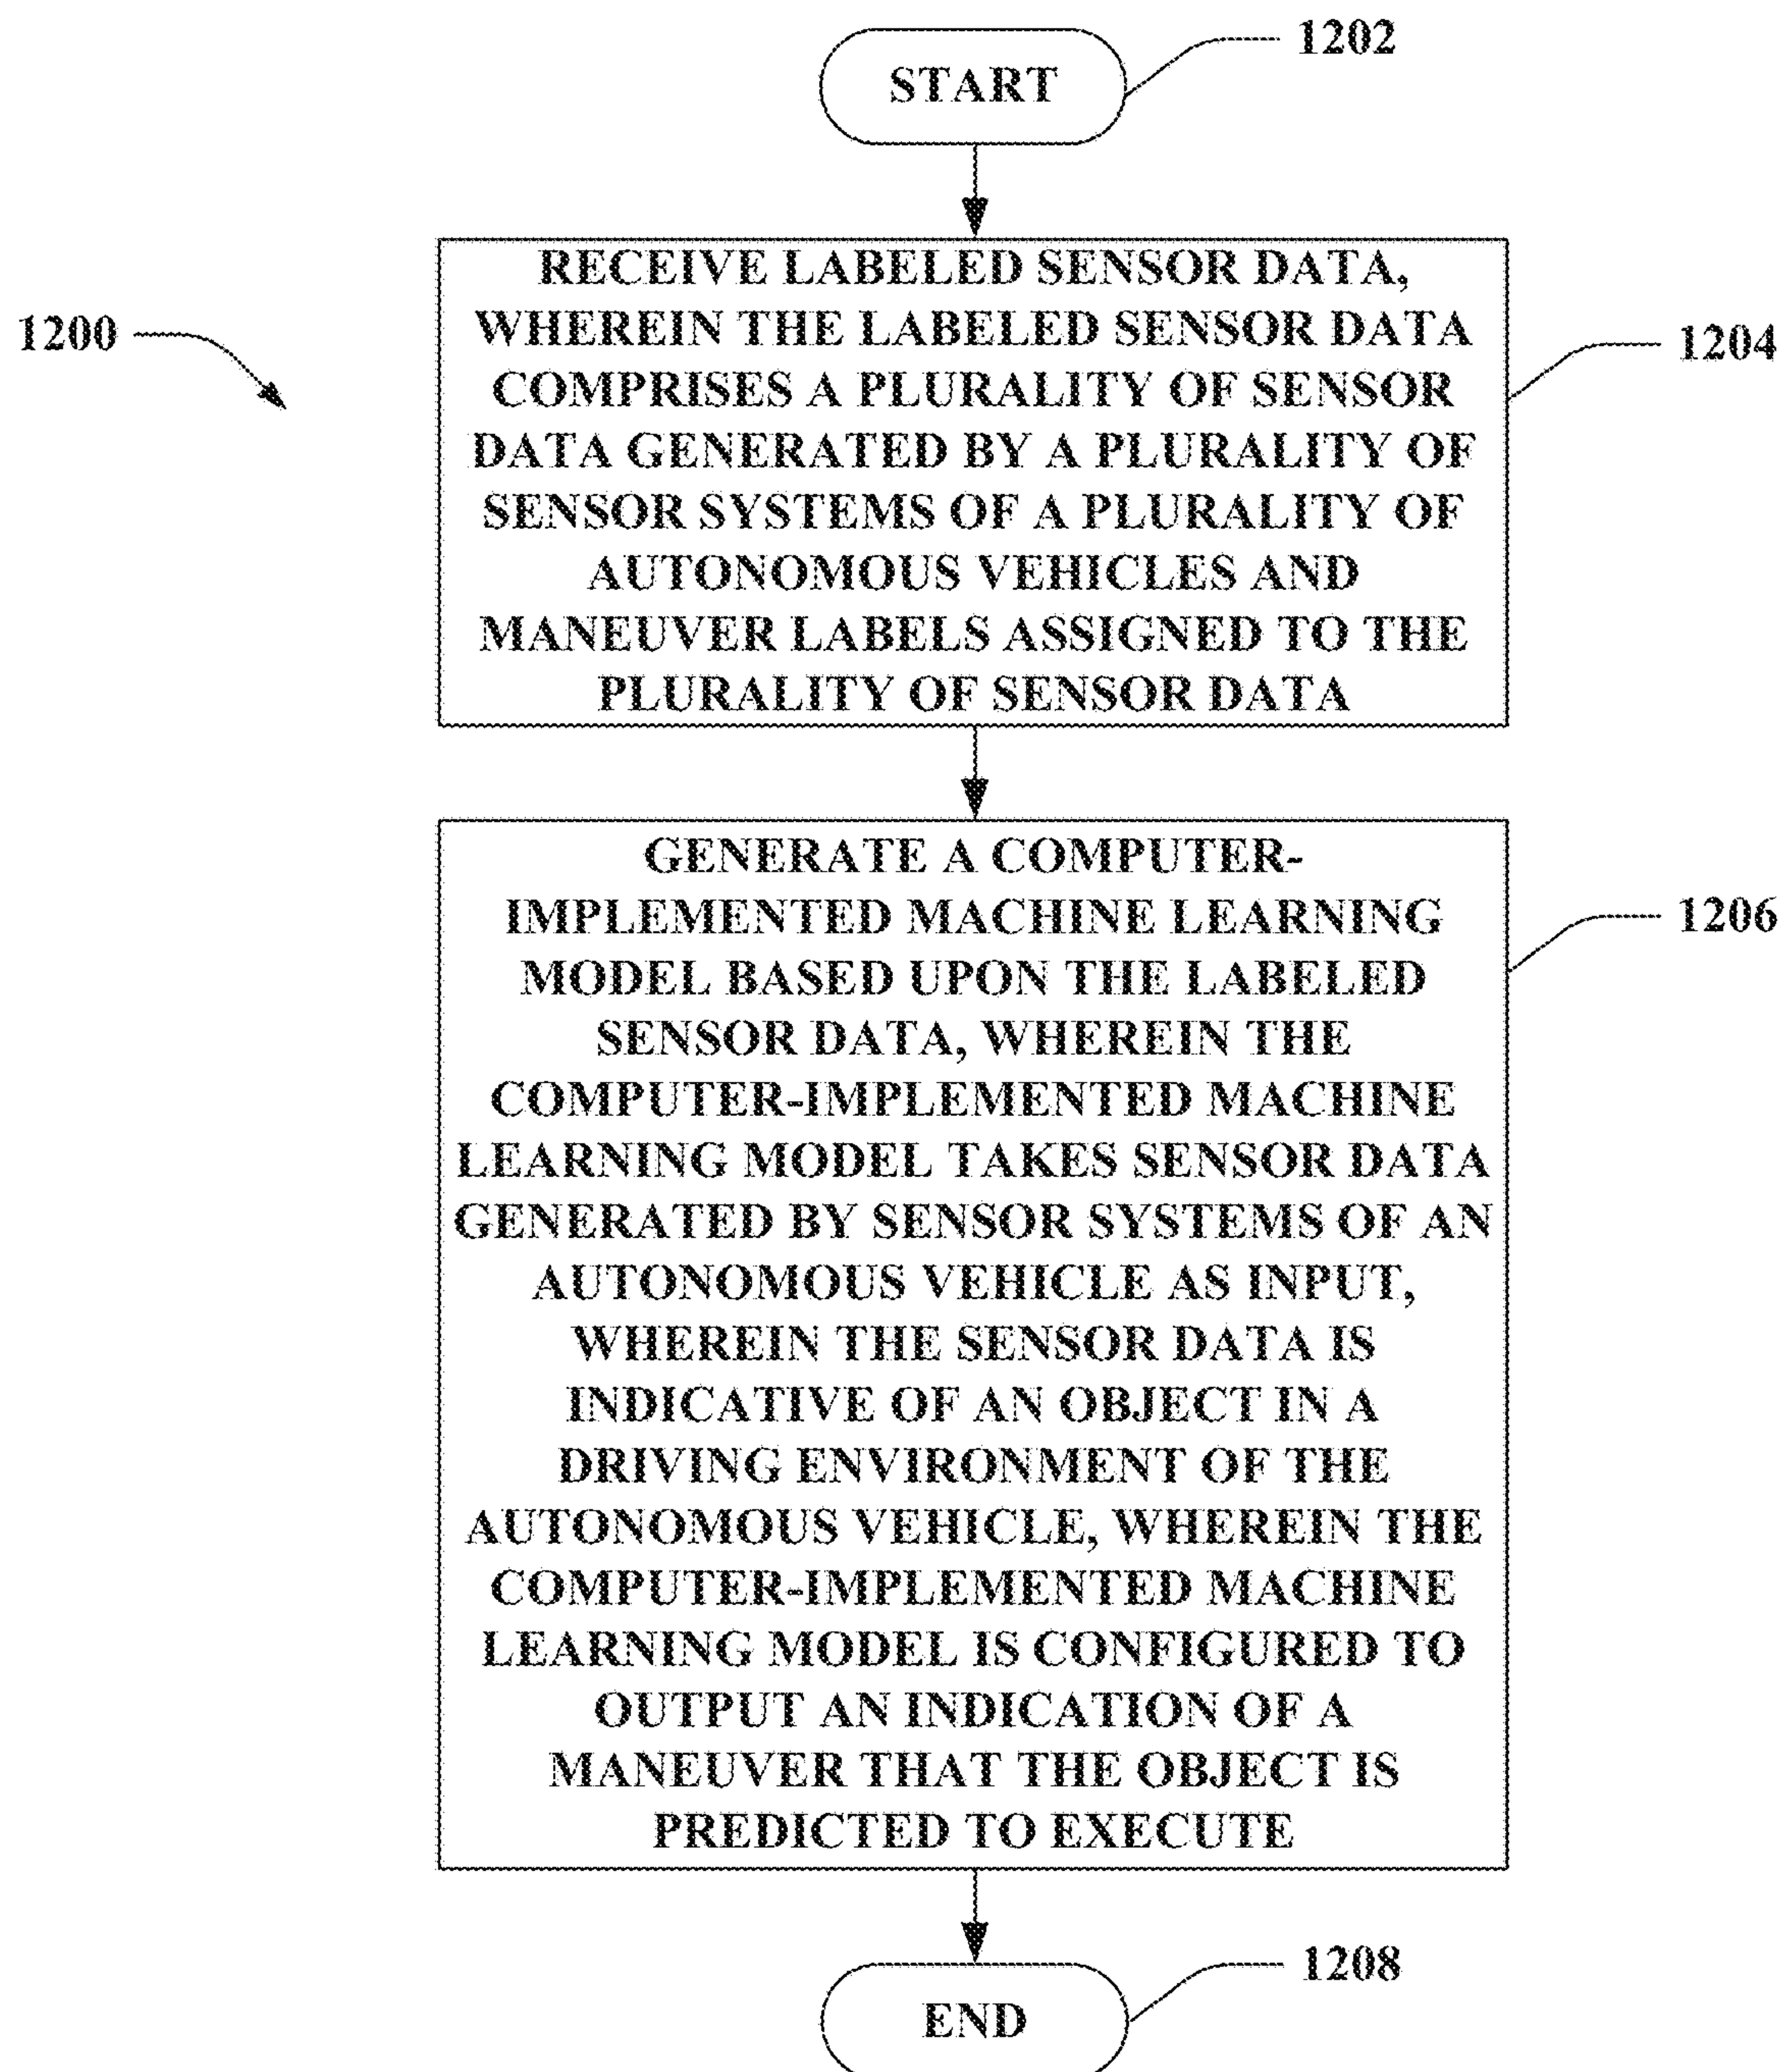 1202
START
1200
RECEIVE LABELED SENSOR DATA,
WHEREIN THE LABELED SENSOR DATA
COMPRISES A PLURALITY OF SENSOR
DATA GENERATED BY A PLURALITY OF
SENSOR SYSTEMS OF A PLURALITY OF
AUTONOMOUS VEHICLES AND
MANEUVER LABELS ASSIGNED TO THE
PLURALITY OF SENSOR DATA
1204
GENERATE A COMPUTER-
IMPLEMENTED MACHINE LEARNING
MODEL BASED UPON THE LABELED
SENSOR DATA, WHEREIN THE
COMPUTER-IMPLEMENTED MACHINE
LEARNING MODEL TAKES SENSOR DATA
GENERATED BY SENSOR SYSTEMS OF AN
AUTONOMOUS VEHICLE AS INPUT,
WHEREIN THE SENSOR DATA IS
INDICATIVE OF AN OBJECT IN A
DRIVING ENVIRONMENT OF THE
AUTONOMOUS VEHICLE, WHEREIN THE
COMPUTER-IMPLEMENTED MACHINE
LEARNING MODEL IS CONFIGURED TO
OUTPUT AN INDICATION OF A
MANEUVER THAT THE OBJECT IS
PREDICTED TO EXECUTE
1206
1208
END